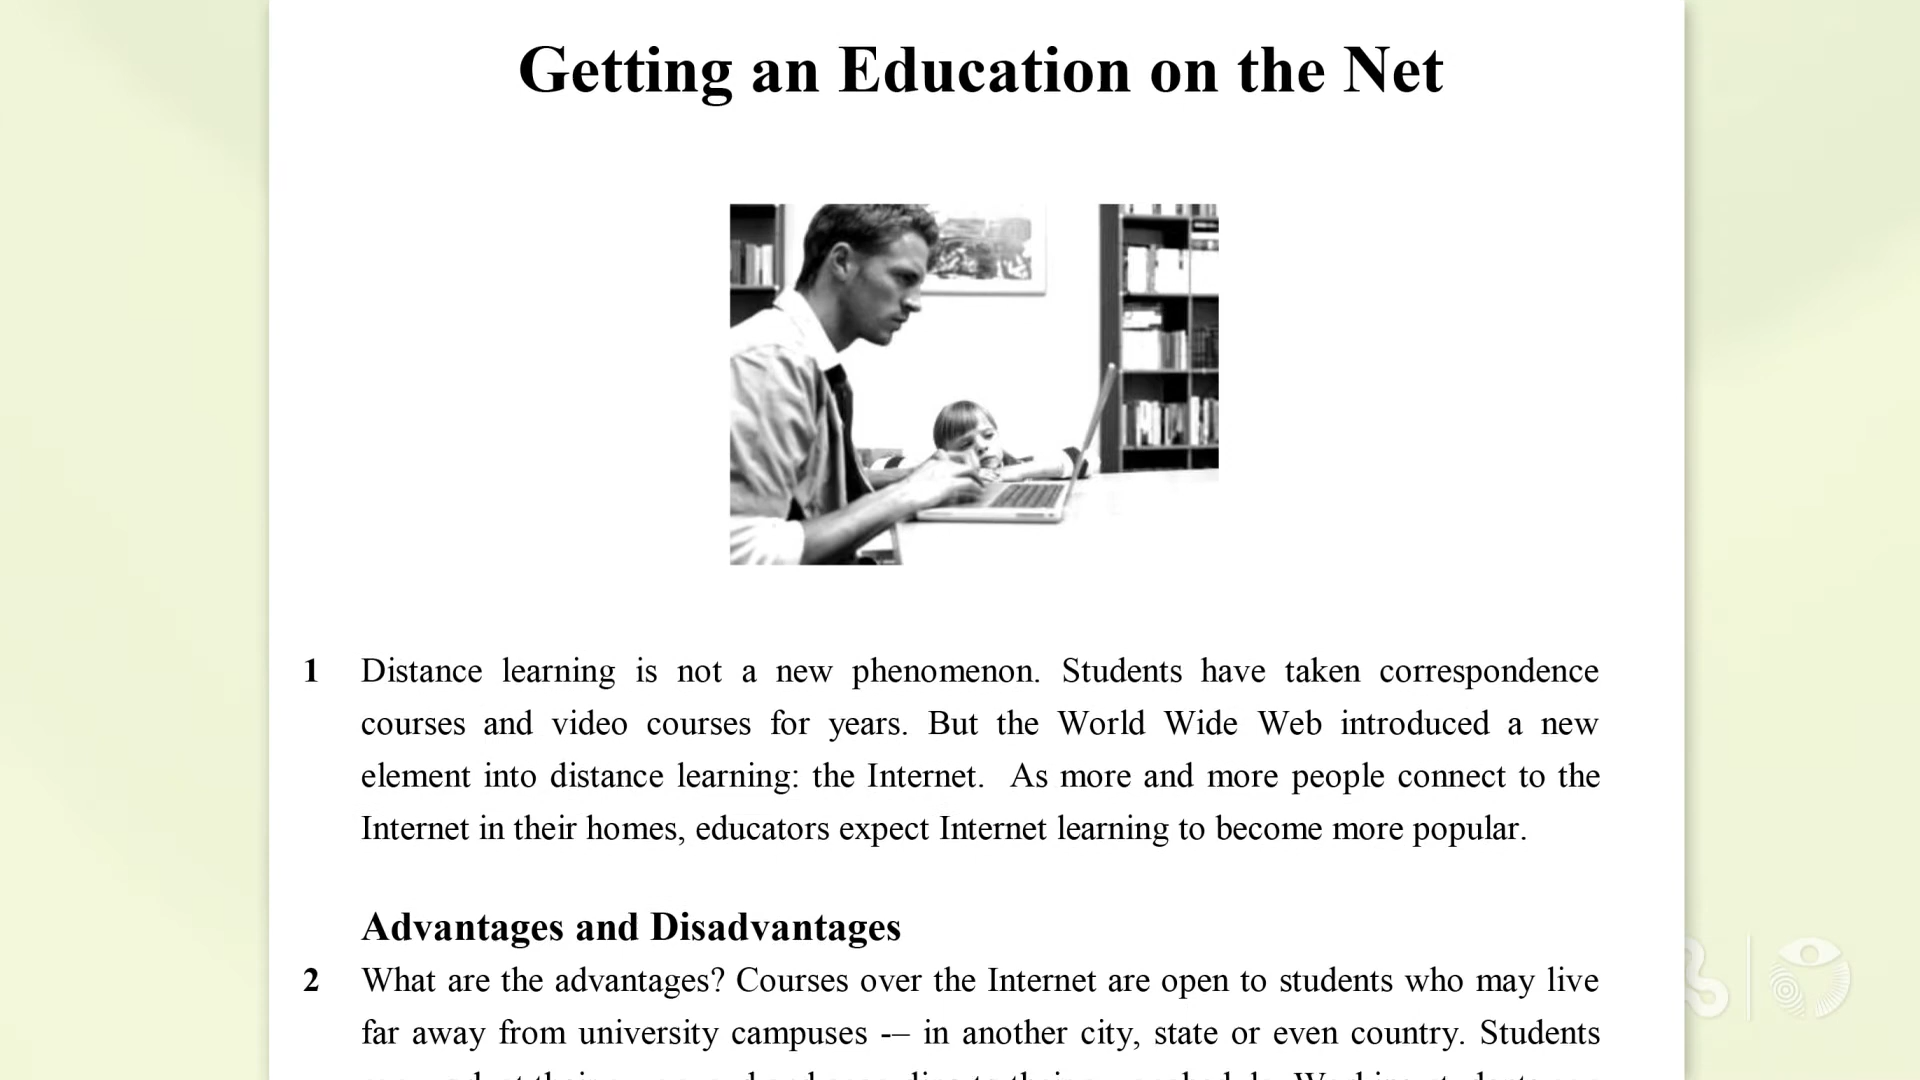 Getting an Education on the Net
1 Distance learning is not a new phenomenon. Students have taken correspondence
courses and video courses for years. But the World Wide Web introduced a new
element into distance learning: the Internet. As more and more people connect to the
Internet in their homes, educators expect Internet learning to become more popular.
Advantages and Disadvantages
2 What are the advantages? Courses over the Internet are open to students who may live
far away from university campuses -– in another city, state or even country. Students